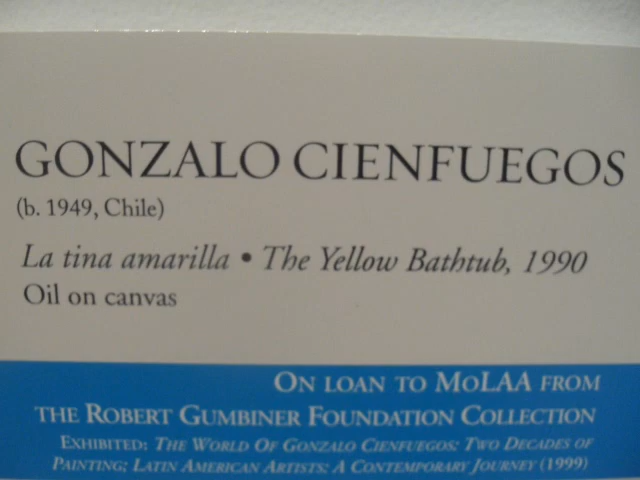 GONZALO CIENFUEGOS
(b. 1949, Chile)
La tina amarilla • The Yellow Bathtub, 1990
Oil on canvas
ON LOAN TO MOLAA FROM
THE ROBERT GUMBINER FOUNDATION COLLECTION
EXHIBITED: THE WORLD OF GONZALO CIENFUEGOS: TWO DECADES OF
PAINTING; LATIN AMERICAN ARTISTS: A CONTEMPORARY JOURNEY (1999)